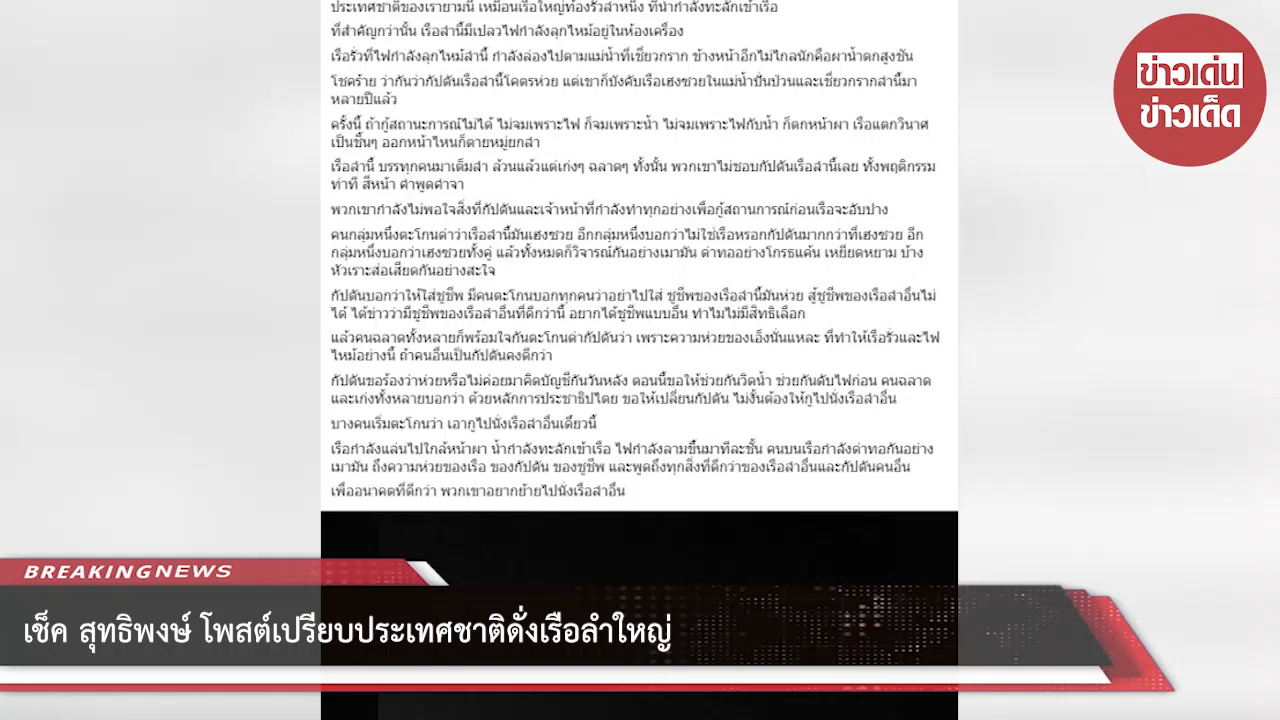 ประเทศชาติของเรายามนี้ เหมือนเรือใหญ่ท้องรั่วลำหนึ่ง ที่น้ำกำลังทะลักเข้าเรือ
ที่สำคัญกว่านั้น เรือลำนี้มีเปลวไฟกำลังลุกไหม้อยู่ในห้องเครื่อง
เรือรั่วที่ไฟกำลังลุกไหม้ลำนี้ กำลังล่องไปตามแม่น้ำที่เชี่ยวกราก ข้างหน้าอีกไม่ไกลนักคือผาน้ำตกสูงชัน
โชคร้าย ว่ากันว่ากัปตันเรือลำนี้โคตรห่วย แต่เขาก็บังคับเรือเฮงซวยในแม่น้ำปั่นป่วนและเชี่ยวกรากลำนี้มา
หลายปีแล้ว
ครั้งนี้ ถ้ากู้สถานะการณ์ไม่ได้ ไม่จมเพราะไฟ ก็จมเพราะน้ำ ไม่จมเพราะไฟกับน้ำ ก็ตกหน้าผา เรือแตกวินาศ
เป็นชิ้นๆ ออกหน้าไหนก็ตายหมู่ยกลำ
เรือลำนี้ บรรทุกคนมาเต็มลำ ล้วนแล้วแต่เก่งๆ ฉลาดๆ ทั้งนั้น พวกเขาไม่ชอบกัปตันเรือลำนี้เลย ทั้งพฤติกรรม
ท่าที สีหน้า คำพูดคำจา
พวกเขากำลังไม่พอใจสิ่งที่กัปตันและเจ้าหน้าที่กำลังทำทุกอย่างเพื่อกู้สถานการณ์ก่อนเรือจะอับปาง
คนกลุ่มหนึ่งตะโกนด่าว่าเรือลำนี้มันเฮงซวย อีกกลุ่มหนึ่งบอกว่าไม่ใช่เรือหรอกกัปตันมากกว่าที่เฮงซวย อีก
กลุ่มหนึ่งบอกว่าเฮงซวยทั้งคู่ แล้วทั้งหมดก็วิจารณ์กันอย่างเมามัน ด่าทออย่างโกรธแค้น เหยียดหยาม บ้าง
หัวเราะส่อเสียดกันอย่างสะใจ
กัปตันบอกว่าให้ใส่ชูชีพ มีคนตะโกนบอกทุกคนว่าอย่าไปใส่ ชูชีพของเรือลำนี้มันห่วย สู้ชูชีพของเรือลำอื่นไม่
ได้ ได้ข่าวว่ามีชูชีพของเรือลำอื่นที่ดีกว่านี้ อยากได้ชูชีพแบบอื่น ทำไมไม่มีสิทธิเลือก
แล้วคนฉลาดทั้งหลายก็พร้อมใจกันตะโกนด่ากัปตันว่า เพราะความห่วยของเอ็งนั่นแหละ ที่ทำให้เรือรั่วและไฟ
ไหม้อย่างนี้ ถ้าคนอื่นเป็นกัปตันคงดีกว่า
กัปตันขอร้องว่าห่วยหรือไม่ค่อยมาคิดบัญชีกันวันหลัง ตอนนี้ขอให้ช่วยกันวิดน้ำ ช่วยกันดับไฟก่อน คนฉลาด
และเก่งทั้งหลายบอกว่า ด้วยหลักการประชาธิปไตย ขอให้เปลี่ยนกัปตัน ไม่งั้นต้องให้กูไปนั่งเรือลำอื่น
บางคนเริ่มตะโกนว่า เอากูไปนั่งเรือลำอื่นเดี๋ยวนี้
เรือกำลังแล่นไปใกล้หน้าผา น้ำกำลังทะลักเข้าเรือ ไฟกำลังลามขึ้นมาทีละชั้น คนบนเรือกำลังด่าทอกันอย่าง
เมามัน ถึงความห่วยของเรือ ของกัปตัน ของชูชีพ และพูดถึงทุกสิ่งที่ดีกว่าของเรือลำอื่นและกัปตันคนอื่น
เพื่ออนาคตที่ดีกว่า พวกเขาอยากย้ายไปนั่งเรือลำอื่น
ข่าวเด่น
ข่าวเด็ด
BREAKING NEWS
เช็ค สุทธิพงษ์ โพสต์เปรียบประเทศชาติดั่งเรือลำใหญ่